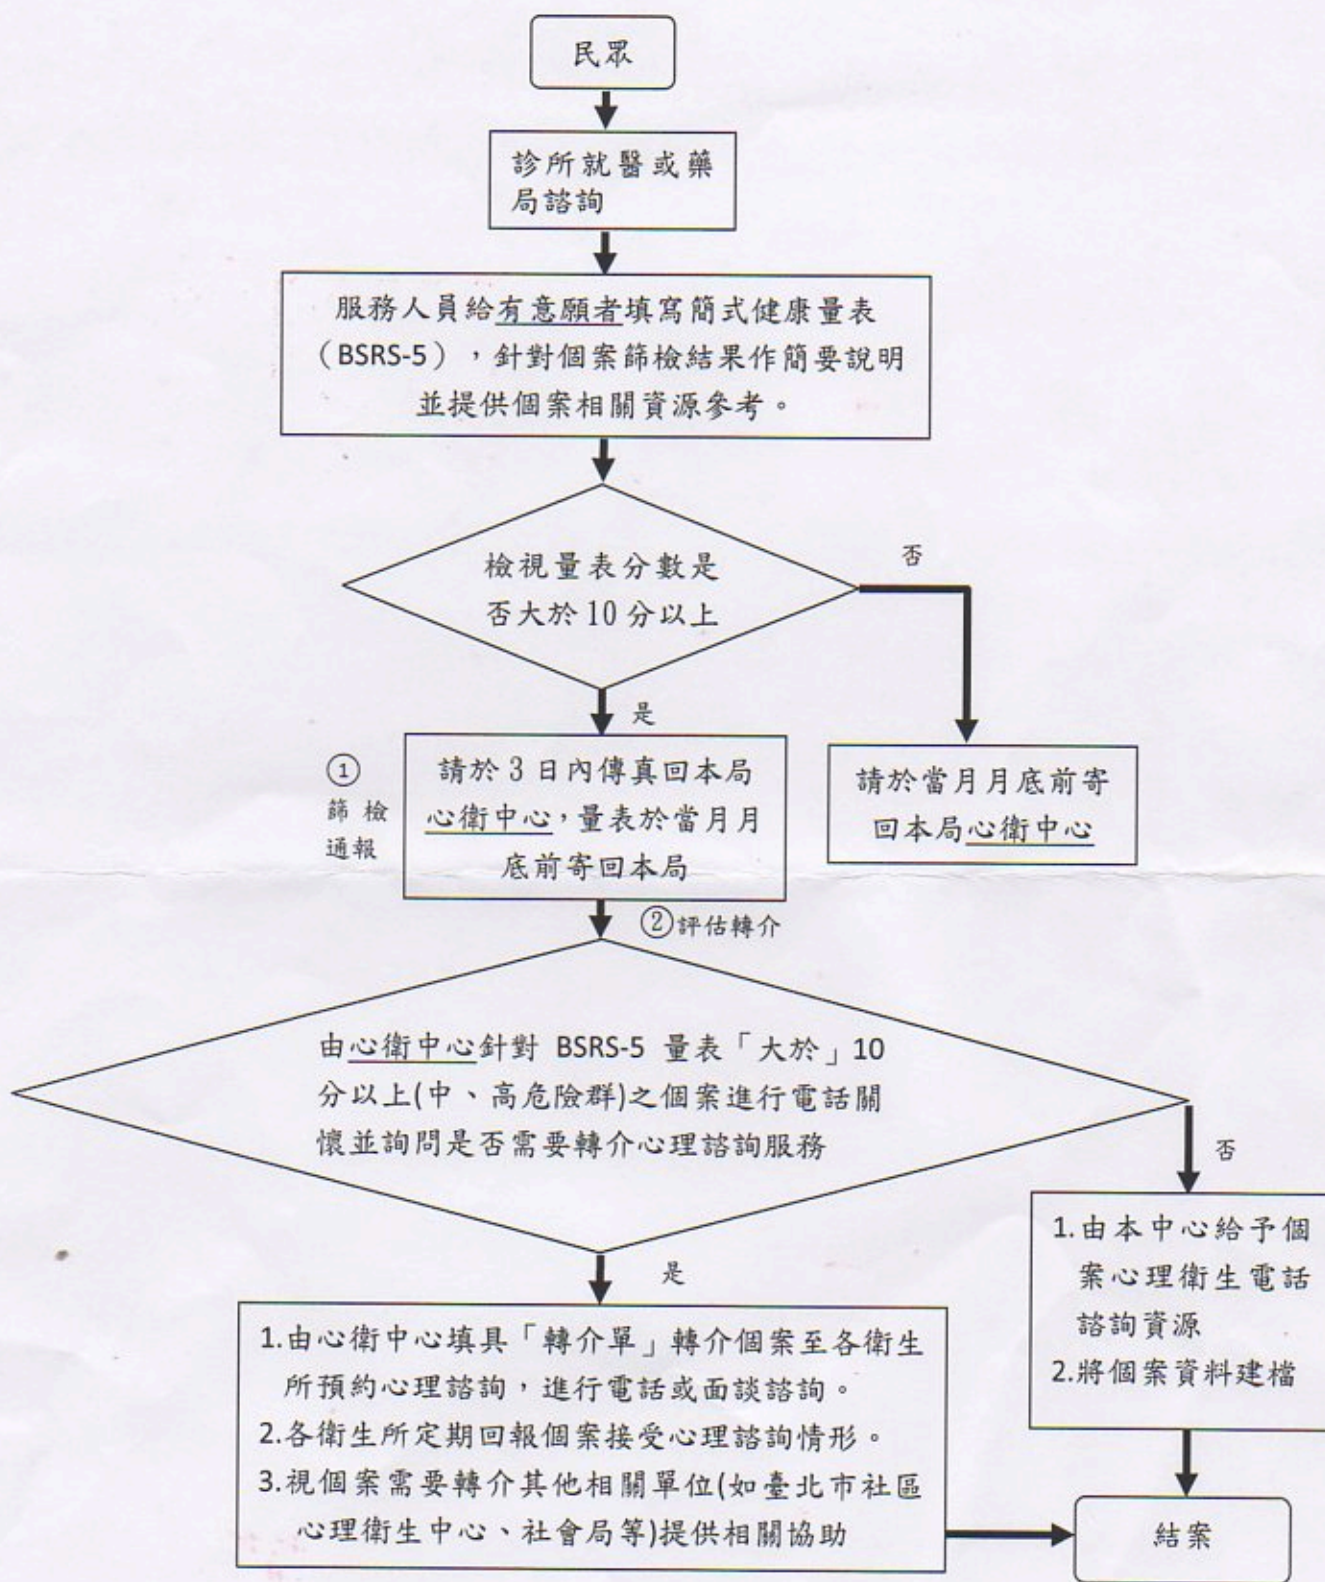 民眾
診所就醫或藥
局諮詢
服務人員給有意願者填寫簡式健康量表
（BSRS-5），針對個案篩檢結果作簡要說明
並提供個案相關資源參考。
檢視量表分數是
否大於10分以上
否
是
①
篩檢
通報
請於3日內傳真回本局
心衛中心，量表於當月月
底前寄回本局
請於當月月底前寄
回本局心衛中心
②評估轉介
由心衛中心針對 BSRS-5 量表「大於」10
分以上(中、高危險群)之個案進行電話關
懷並詢問是否需要轉介心理諮詢服務
否
是
1.由本中心給予個
案心理衛生電話
諮詢資源
2.將個案資料建檔
1.由心衛中心填具「轉介單」轉介個案至各衛生
所預約心理諮詢，進行電話或面談諮詢。
2.各衛生所定期回報個案接受心理諮詢情形。
3.視個案需要轉介其他相關單位(如臺北市社區
心理衛生中心、社會局等)提供相關協助
結案